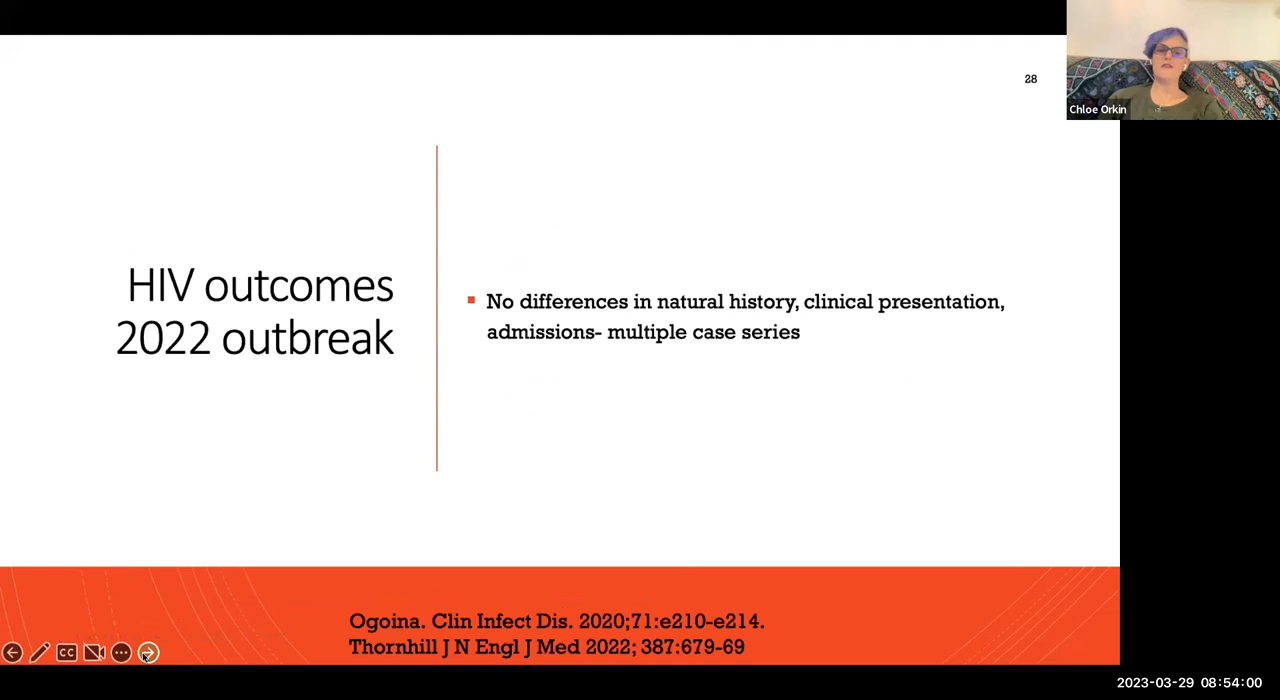 28
Chloe Orkin
HIV outcomes
2022 outbreak
No differences in natural history, clinical presentation,
admissions- multiple case series
Ogoina. Clin Infect Dis. 2020;71:e210-e214.
Thornhill J N Engl J Med 2022; 387:679-69
CC
2023-03-29 08:54:00